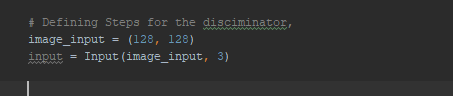 # Defining Steps for the disciminator,
image_input = (128, 128)
input = Input(image_input, 3)